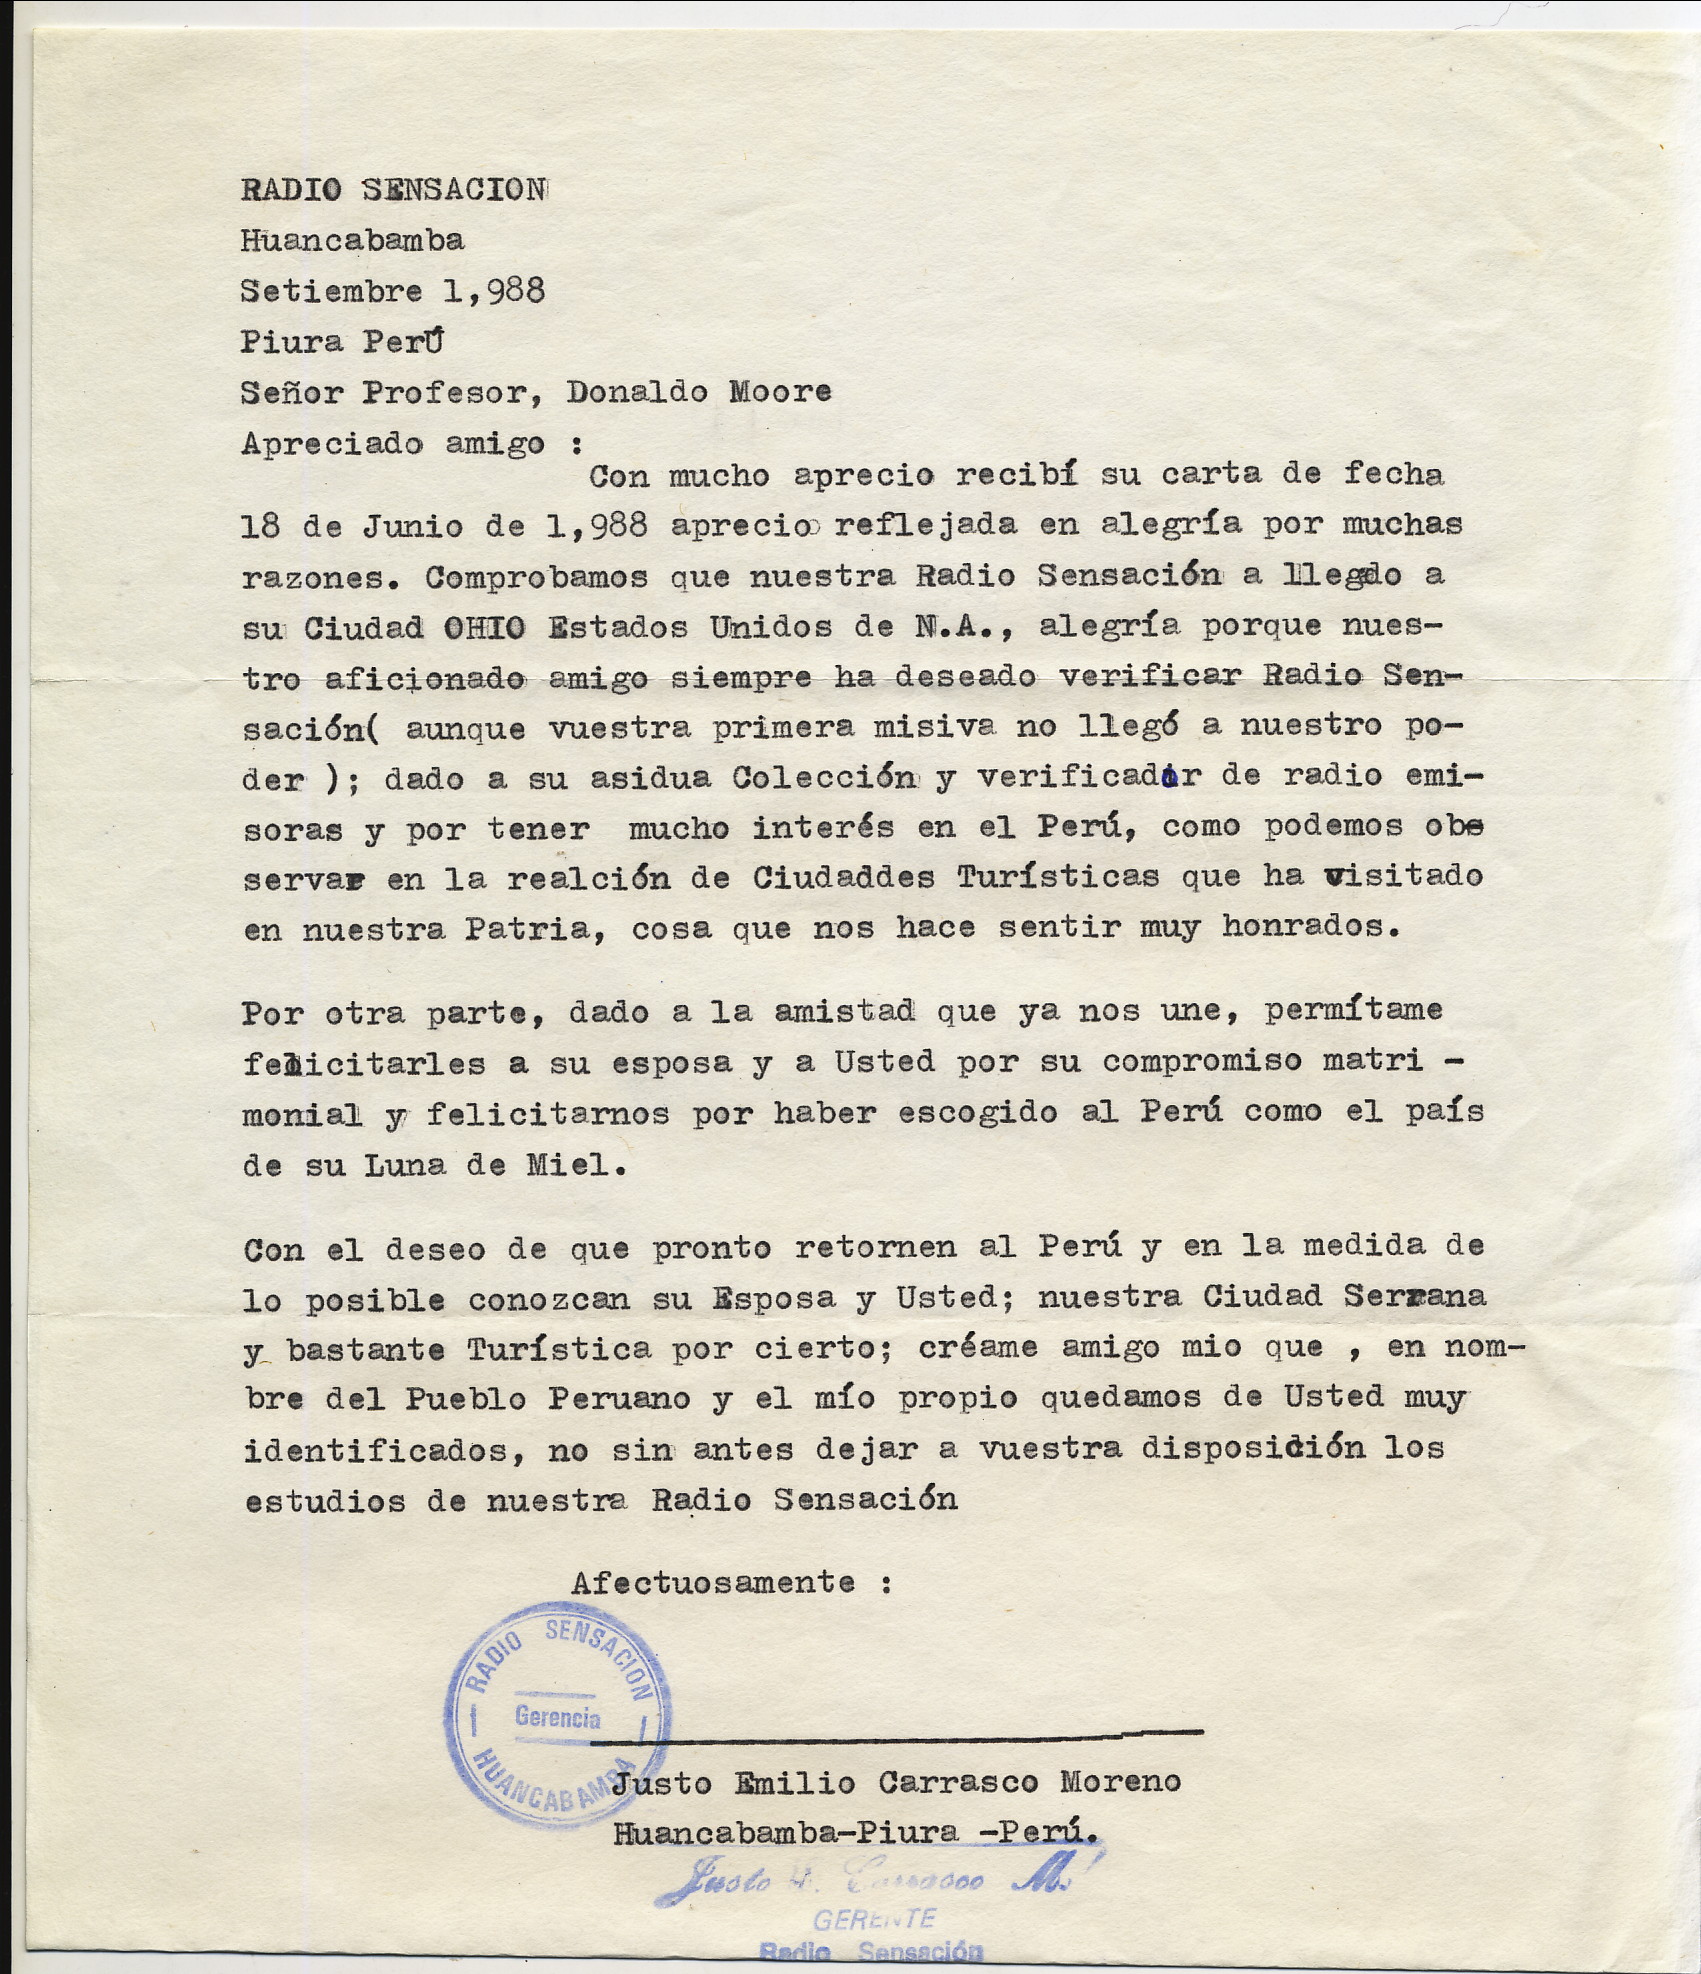 RADIO SENSACION
Huancabamba
Setiembre 1,988
Piura PerÚ
Señor Profesor, Donaldo Moore
Apreciado amigo :
Con mucho aprecio recibí su carta de fecha
18 de Junio de 1,988 aprecio reflejada en alegría por muchas
razones. Comprobamos que nuestra Radio Sensación a llegado a
su Ciudad OHIO Estados Unidos de N.A., alegría porque nues-
tro aficionado amigo siempre ha deseado verificar Radio Sen-
sación( aunque vuestra primera misiva no llegó a nuestro po-
der ); dado a su asidua Colección y verificador de radio emi-
soras y por tener mucho interés en el Perú, como podemos obs
servar en la realción de Ciudaddes Turísticas que ha visitado
en nuestra Patria, cosa que nos hace sentir muy honrados.
Por otra parte, dado a la amistad que ya nos une, permítame
felicitarles a su esposa y a Usted por su compromiso matri -
monial y felicitarnos por haber escogido al Perú como el país
de su Luna de Miel.
Con el deseo de que pronto retornen al Perú y en la medida de
lo posible conozcan su Esposa y Usted; nuestra Ciudad Serrana
y bastante Turística por cierto; créame amigo mio que , en nom-
bre del Pueblo Peruano y el mío propio quedamos de Usted muy
identificados, no sin antes dejar a vuestra disposición los
estudios de nuestra Radio Sensación
Afectuosamente :
RADIO SENSACION
Gerencia
HUANCABAMBA
Justo Emilio Carrasco Moreno
Huancabamba-Piura -Perú.
Justo E. Carrasco M.
GERENTE
Radio Sensación